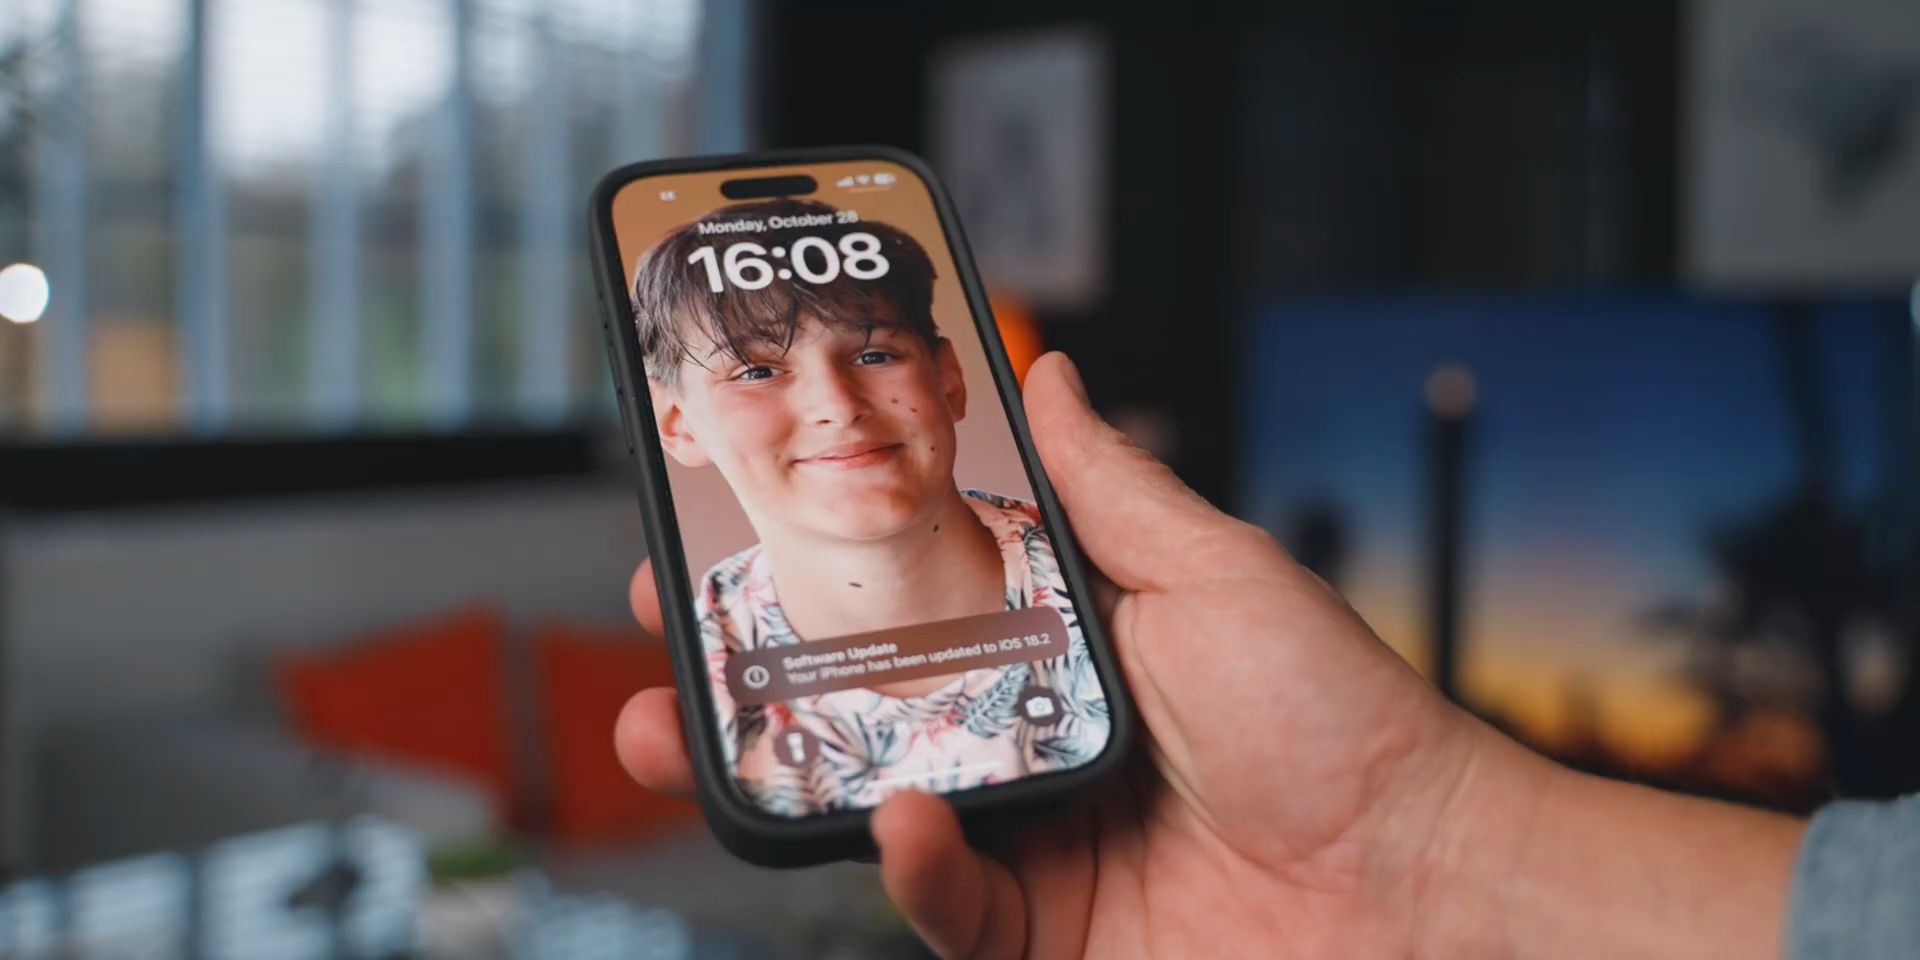 Monday, October 28
16:08
Software Update
Your iPhone has been updated to iOS 18.2